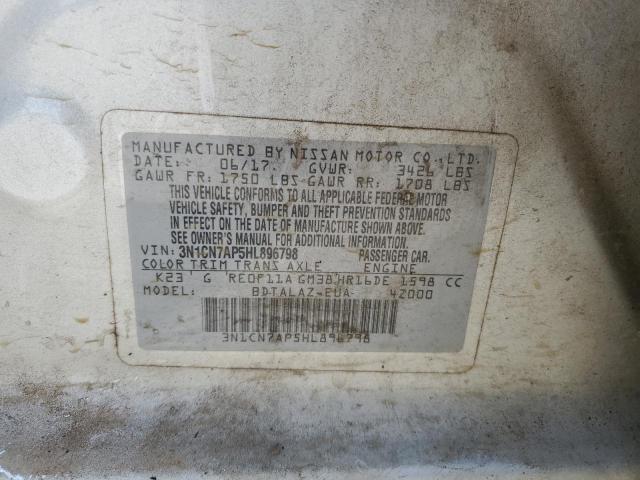 MANUFACTURED BY NISSAN MOTOR CO.,LTD.
DATE: 06/17 GVWR: 3426 LBS
GAWR FR: 1750 LBS GAWR RR: 1708 LBS
THIS VEHICLE CONFORMS TO ALL APPLICABLE FEDERAL MOTOR
VEHICLE SAFETY, BUMPER AND THEFT PREVENTION STANDARDS
IN EFFECT ON THE DATE OF MANUFACTURE SHOWN ABOVE.
SEE OWNER'S MANUAL FOR ADDITIONAL INFORMATION.
VIN: 3N1CN7AP5HL896798 PASSENGER CAR.
COLOR TRIM TRANS AXLE ENGINE
K23 G RE0F11A GM38 HR16DE 1598 CC
MODEL BDTALAZ-EUA- 42000
3N1CN7AP5HL896798